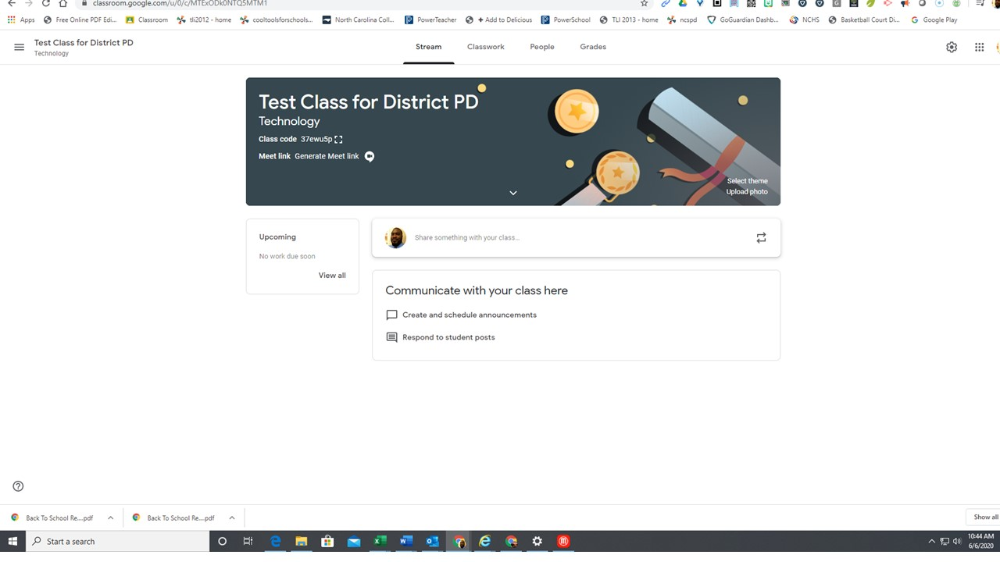 classroom.google.com/u/0/c/MTExODk0NTQ5MTM1
Apps Free Online PDF Edi... Classroom tli2012 - home cooltoolsforschools... North Carolina Coll... PowerTeacher + Add to Delicious PowerSchool TLI 2013 - home ncspd GoGuardian Dashb... NCHS Basketball Court Di... Google Play
Test Class for District PD
Technology
Stream Classwork People Grades
Test Class for District PD
Technology
Class code 37ewu5p
Meet link Generate Meet link
Select theme
Upload photo
Upcoming
No work due soon
View all
Share something with your class...
Communicate with your class here
Create and schedule announcements
Respond to student posts
Back To School Re....pdf Back To School Re....pdf Show all
Start a search
10:44 AM
6/6/2020